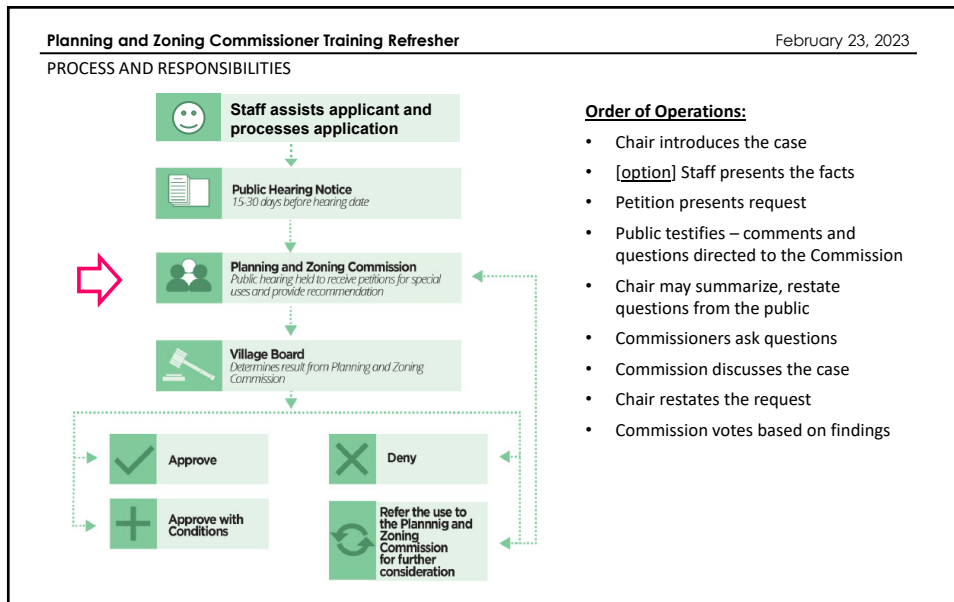 Planning and Zoning Commissioner Training Refresher
February 23, 2023
PROCESS AND RESPONSIBILITIES
Staff assists applicant and
processes application
Public Hearing Notice
15-30 days before hearing date
Planning and Zoning Commission
Public hearing held to receive petitions for special
uses and provide recommendation
Village Board
Determines result from Planning and Zoning
Commission
Approve
Deny
Approve with
Conditions
Refer the use to
the Plannnig and
Zoning
Commission
for further
consideration
Order of Operations:
• Chair introduces the case
• [option] Staff presents the facts
• Petition presents request
• Public testifies – comments and
questions directed to the Commission
• Chair may summarize, restate
questions from the public
• Commissioners ask questions
• Commission discusses the case
• Chair restates the request
• Commission votes based on findings